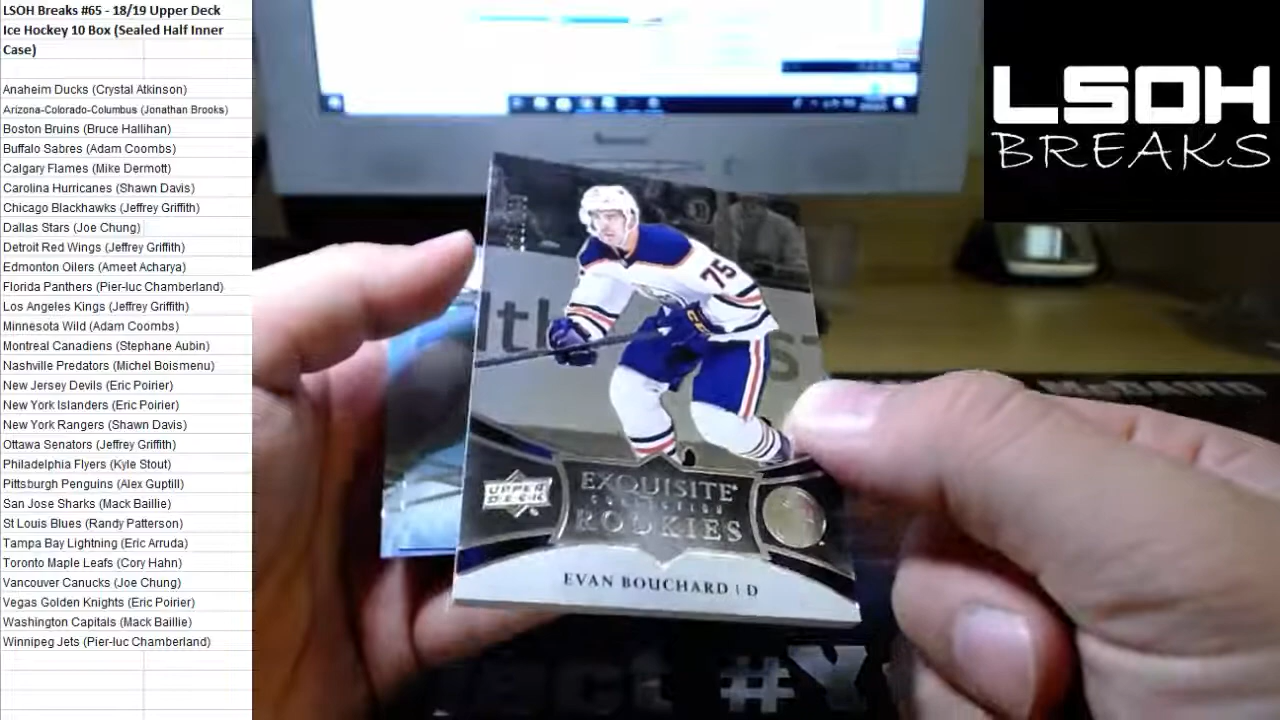 LSOH Breaks #65 - 18/19 Upper Deck
Ice Hockey 10 Box (Sealed Half Inner
Case)
Anaheim Ducks (Crystal Atkinson)
Arizona-Colorado-Columbus (Jonathan Brooks)
Boston Bruins (Bruce Hallihan)
Buffalo Sabres (Adam Coombs)
Calgary Flames (Mike Dermott)
Carolina Hurricanes (Shawn Davis)
Chicago Blackhawks (Jeffrey Griffith)
Dallas Stars (Joe Chung)
Detroit Red Wings (Jeffrey Griffith)
Edmonton Oilers (Ameet Acharya)
Florida Panthers (Pier-luc Chamberland)
Los Angeles Kings (Jeffrey Griffith)
Minnesota Wild (Adam Coombs)
Montreal Canadiens (Stephane Aubin)
Nashville Predators (Michel Boismenu)
New Jersey Devils (Eric Poirier)
New York Islanders (Eric Poirier)
New York Rangers (Shawn Davis)
Ottawa Senators (Jeffrey Griffith)
Philadelphia Flyers (Kyle Stout)
Pittsburgh Penguins (Alex Guptill)
San Jose Sharks (Mack Baillie)
St Louis Blues (Randy Patterson)
Tampa Bay Lightning (Eric Arruda)
Toronto Maple Leafs (Cory Hahn)
Vancouver Canucks (Joe Chung)
Vegas Golden Knights (Eric Poirier)
Washington Capitals (Mack Baillie)
Winnipeg Jets (Pier-luc Chamberland)
LSOH
BREAKS
75
UPPER
DECK
EXQUISITE
COLLECTION
ROOKIES
EVAN BOUCHARD | D
McDAVID
#Y